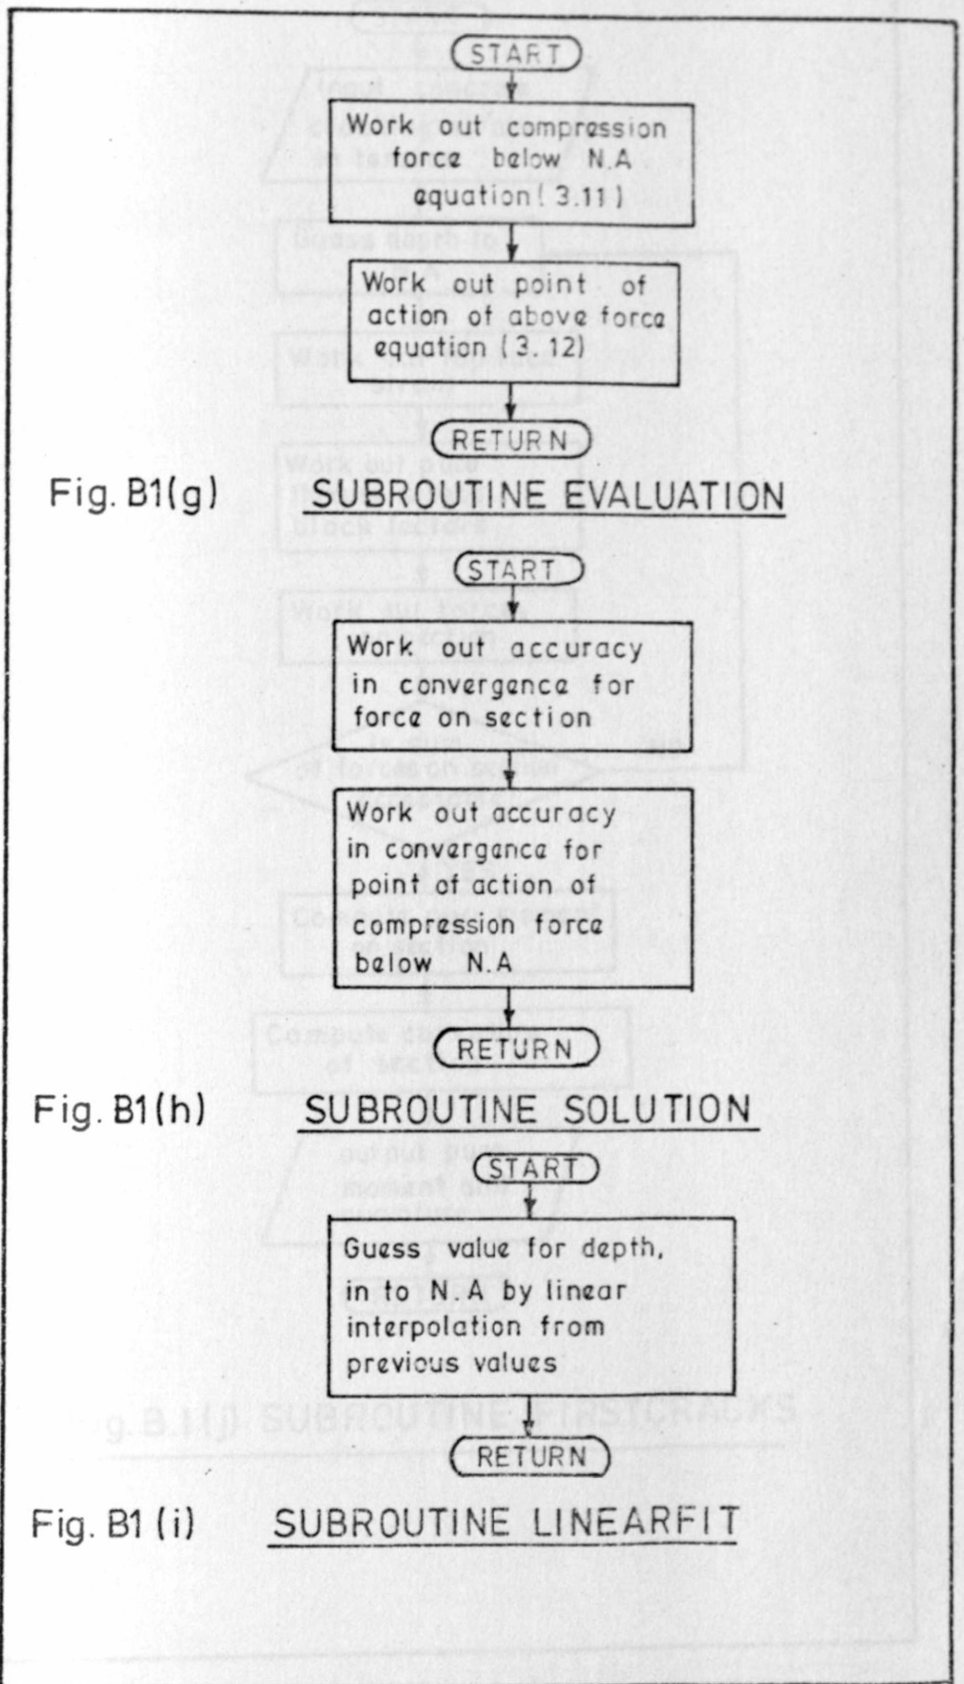 START
Work out compression
force below N.A
equation (3.11)
Work out point of
action of above force
equation (3.12)
RETURN
Fig. B1(g) SUBROUTINE EVALUATION
START
Work out accuracy
in convergence for
force on section
Work out accuracy
in convergence for
point of action of
compression force
below N.A
RETURN
Fig. B1(h) SUBROUTINE SOLUTION
START
Guess value for depth,
in to N.A by linear
interpolation from
previous values
RETURN
Fig. B1 (i) SUBROUTINE LINEARFIT
g. B.1(j) SUBROUTINE FIRSTCRACKS